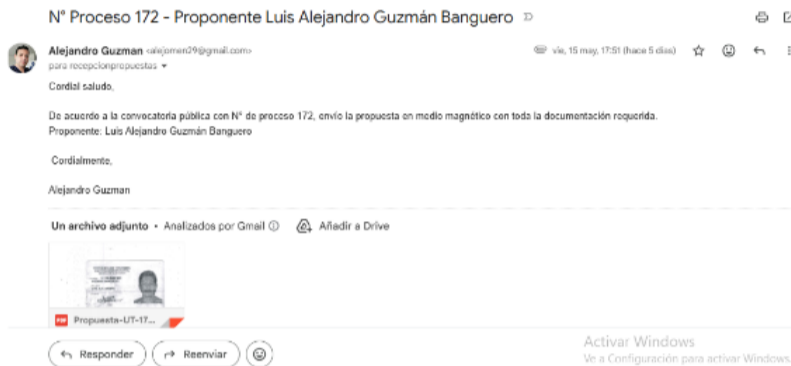 N° Proceso 172 - Proponente Luis Alejandro Guzmán Banguero
Alejandro Guzman <alejomen29@gmail.com>
vie, 15 may, 17:51 (hace 5 días)
para recepcionpropuestas
Cordial saludo,
De acuerdo a la convocatoria pública con N° de proceso 172, envío la propuesta en medio magnético con toda la documentación requerida.
Proponente: Luis Alejandro Guzmán Banguero
Cordialmente,
Alejandro Guzman
Un archivo adjunto • Analizados por Gmail
Añadir a Drive
PDF Propuesta-UT-17...
Responder
Reenviar
Activar Windows
Ve a Configuración para activar Windows.